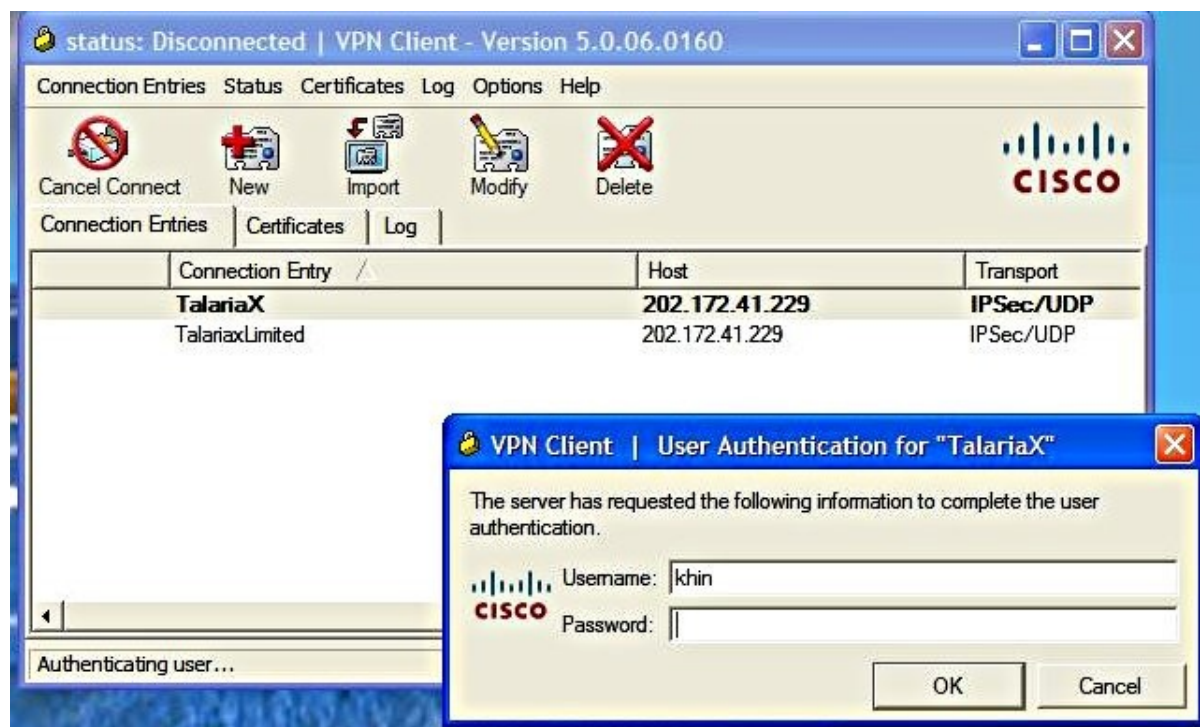 status: Disconnected | VPN Client - Version 5.0.06.0160
Connection Entries Status Certificates Log Options Help
Cancel Connect New Import Modify Delete
CISCO
Connection Entries Certificates Log
Connection Entry Host Transport
TalariaX 202.172.41.229 IPSec/UDP
TalariaxLimited 202.172.41.229 IPSec/UDP
VPN Client | User Authentication for "TalariaX"
The server has requested the following information to complete the user
authentication.
CISCO
Username: khin
Password:
OK Cancel
Authenticating user...